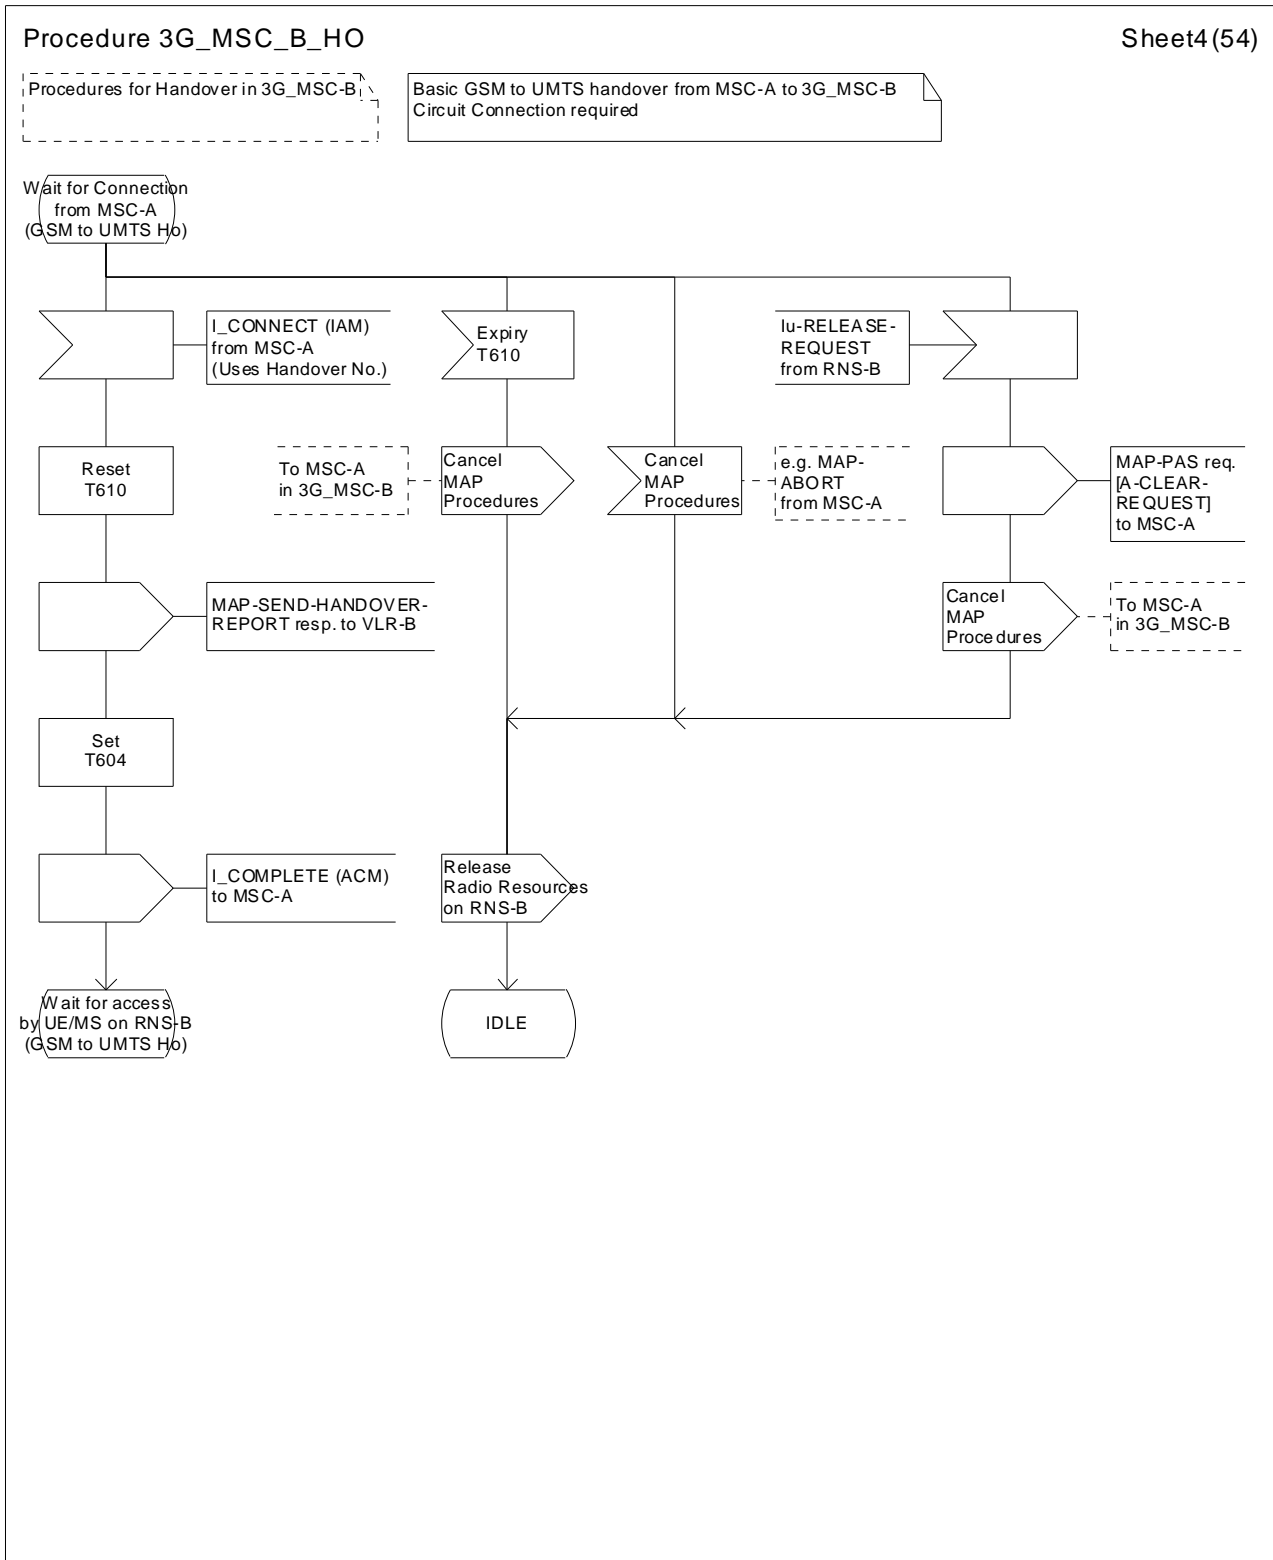 Procedure 3G_MSC_B_HO
Sheet4(54)
Procedures for Handover in 3G_MSC-B
Basic GSM to UMTS handover from MSC-A to 3G_MSC-B
Circuit Connection required
Wait for Connection
from MSC-A
(GSM to UMTS Ho)
I_CONNECT (IAM)
from MSC-A
(Uses Handover No.)
Expiry
T610
Iu-RELEASE-
REQUEST
from RNS-B
Reset
T610
To MSC-A
in 3G_MSC-B
Cancel
MAP
Procedures
Cancel
MAP
Procedures
e.g. MAP-
ABORT
from MSC-A
MAP-PAS req.
[A-CLEAR-
REQUEST]
to MSC-A
MAP-SEND-HANDOVER-
REPORT resp. to VLR-B
Cancel
MAP
Procedures
To MSC-A
in 3G_MSC-B
Set
T604
I_COMPLETE (ACM)
to MSC-A
Release
Radio Resources
on RNS-B
Wait for access
by UE/MS on RNS-B
(GSM to UMTS Ho)
IDLE